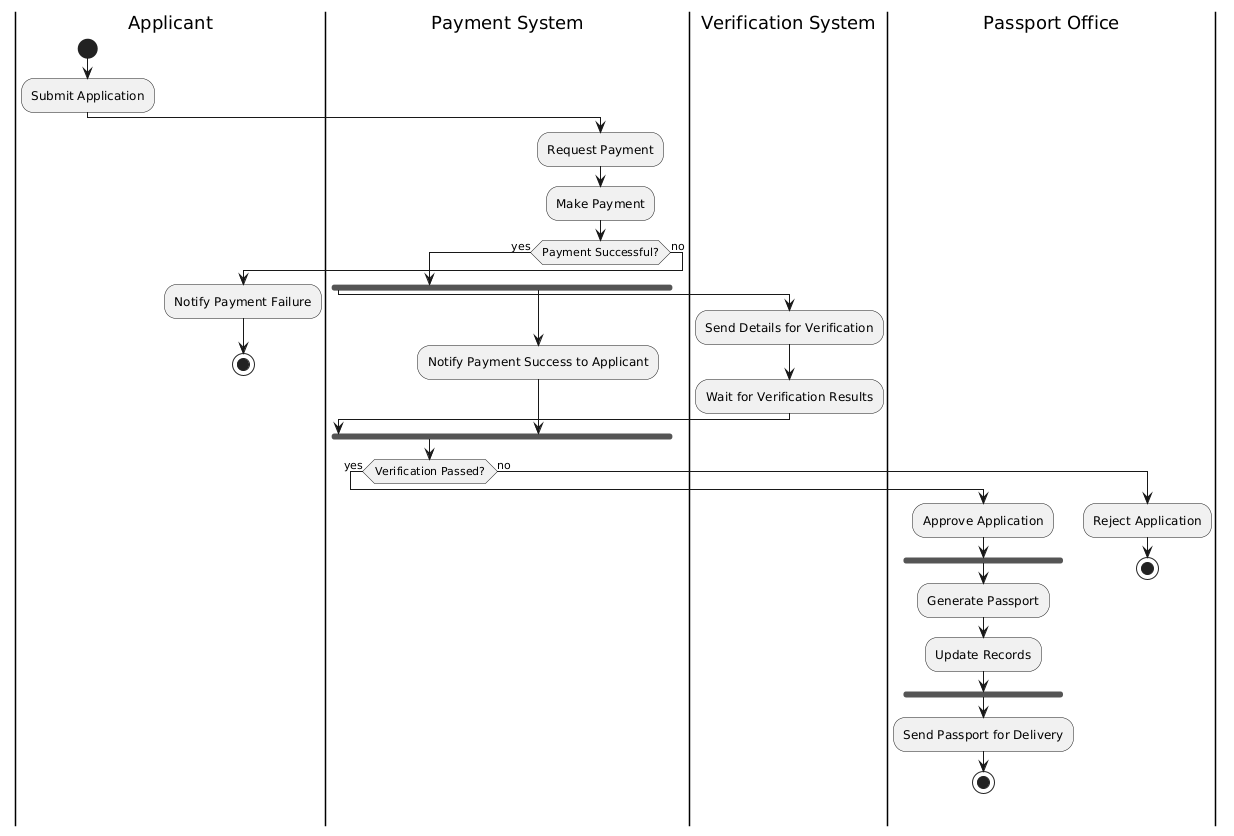 Applicant
Payment System
Verification System
Passport Office
Submit Application
Request Payment
Make Payment
yes
Payment Successful?
no
Notify Payment Failure
Send Details for Verification
Notify Payment Success to Applicant
Wait for Verification Results
yes
Verification Passed?
no
Approve Application
Reject Application
Generate Passport
Update Records
Send Passport for Delivery